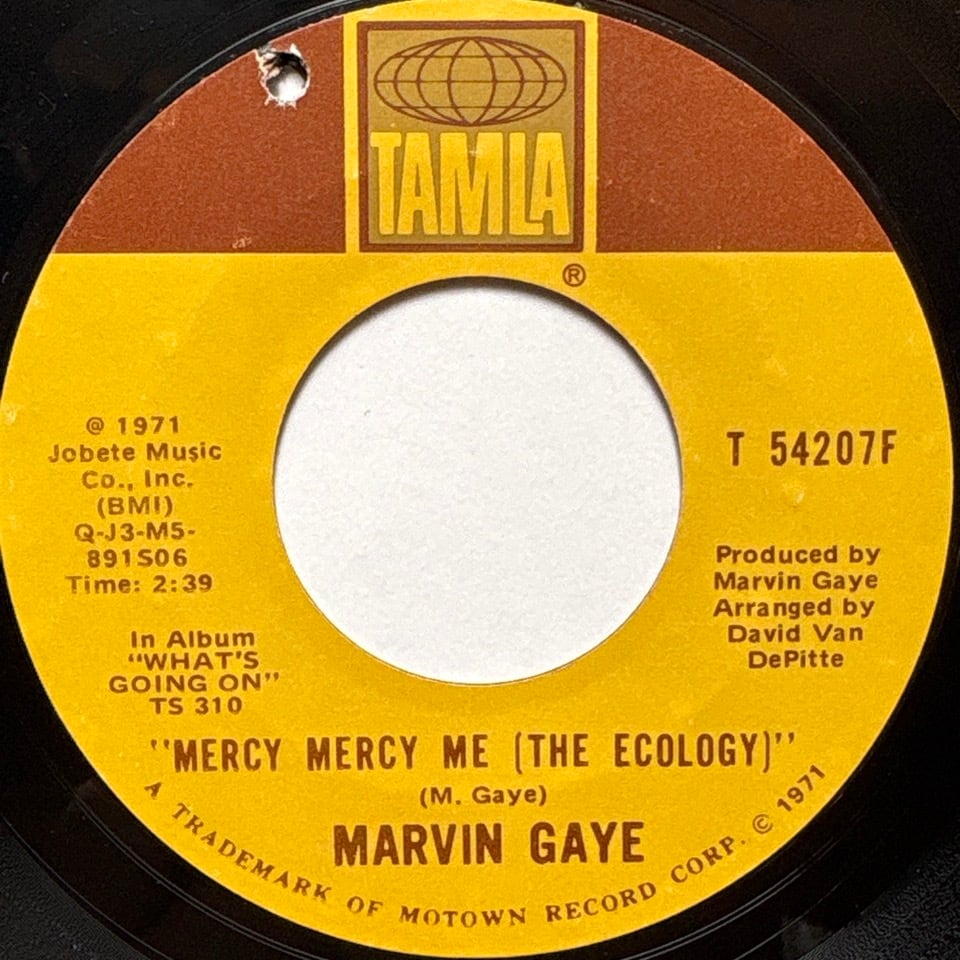 TAMLA
®
@ 1971
Jobete Music
Co., Inc.
(BMI)
Q-J3-M5-
891S06
Time: 2:39
In Album
"WHAT'S
GOING ON"
TS 310
T 54207F
Produced by
Marvin Gaye
Arranged by
David Van
DePitte
"MERCY MERCY ME (THE ECOLOGY)"
(M. Gaye)
MARVIN GAYE
A TRADEMARK OF MOTOWN RECORD CORP. © 1971